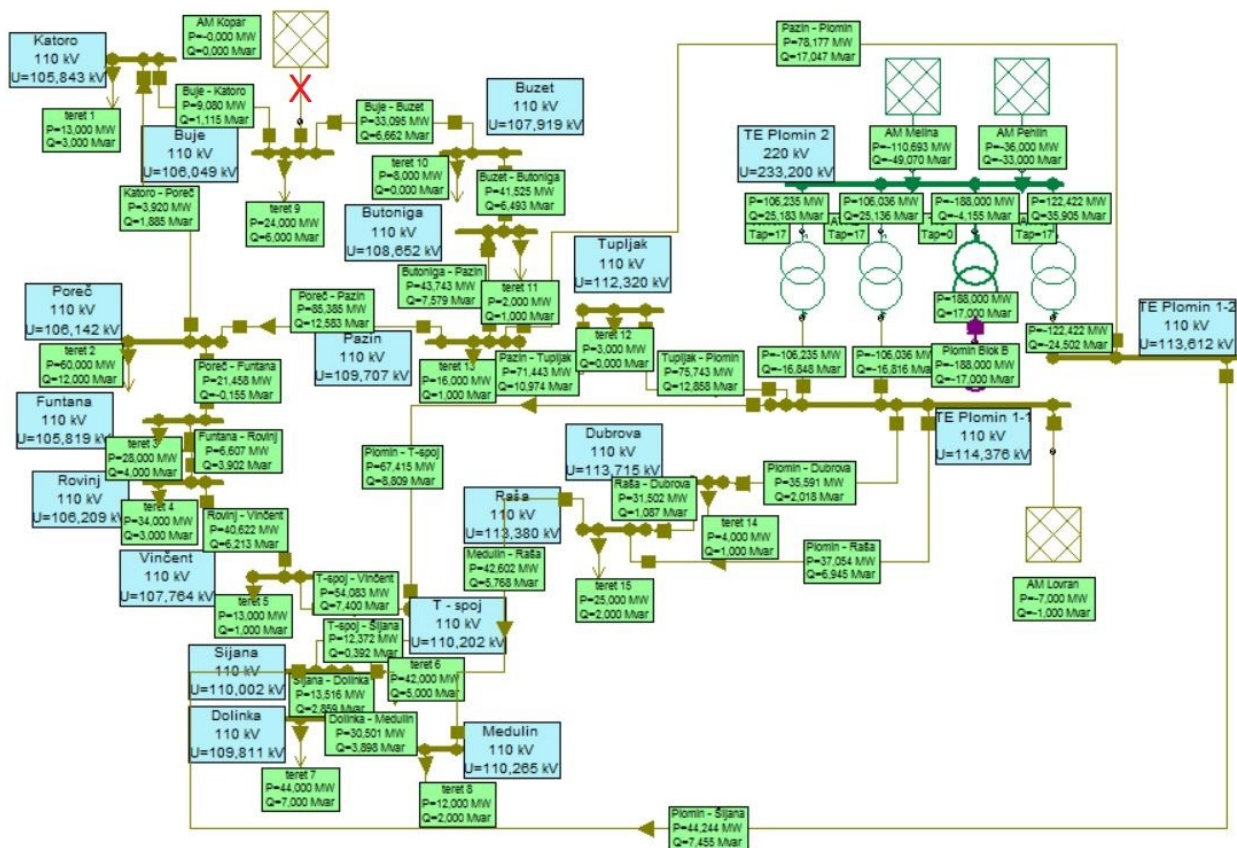 AM Kopar
P=-0,000 MW
Q=0,000 Mvar
Katoro
110 kV
U=105,843 kV
X
Pazin - Plomin
P=78,177 MW
Q=17,047 Mvar
Buje - Katoro
P=9,080 MW
Q=1,115 Mvar
Buje - Buzet
P=33,095 MW
Q=6,662 Mvar
Buzet
110 kV
U=107,919 kV
teret 1
P=13,000 MW
Q=3,000 Mvar
Buje
110 kV
U=106,049 kV
TE Plomin 2
220 kV
U=233,200 kV
AM Melina
P=-110,693 MW
Q=-49,070 Mvar
AM Pehlin
P=-36,000 MW
Q=-33,000 Mvar
teret 10
P=8,000 MW
Q=0,000 Mvar
Buzet - Butoniga
P=41,525 MW
Q=6,493 Mvar
Katoro - Poreč
P=3,920 MW
Q=1,885 Mvar
teret 9
P=24,000 MW
Q=6,000 Mvar
P=106,235 MW
Q=25,183 Mvar
P=106,036 MW
Q=25,136 Mvar
P=-188,000 MW
Q=-4,155 Mvar
P=122,422 MW
Q=35,905 Mvar
Tap=17
Tap=17
Tap=0
Tap=17
Butoniga
110 kV
U=108,652 kV
Tupljak
110 kV
U=112,320 kV
Butoniga - Pazin
P=43,743 MW
Q=7,579 Mvar
teret 11
P=2,000 MW
Q=1,000 Mvar
Poreč
110 kV
U=106,142 kV
Poreč - Pazin
P=85,385 MW
Q=12,583 Mvar
P=188,000 MW
Q=17,000 Mvar
TE Plomin 1-2
110 kV
U=113,612 kV
Pazin
110 kV
U=109,707 kV
teret 12
P=3,000 MW
Q=0,000 Mvar
P=-122,422 MW
Q=-24,502 Mvar
teret 2
P=60,000 MW
Q=12,000 Mvar
Poreč - Funtana
P=21,458 MW
Q=-0,155 Mvar
teret 13
P=16,000 MW
Q=1,000 Mvar
Pazin - Tupljak
P=71,443 MW
Q=10,974 Mvar
Tupljak - Plomin
P=75,743 MW
Q=12,858 Mvar
P=-106,235 MW
Q=-16,848 Mvar
P=-106,036 MW
Q=-16,816 Mvar
Plomin Blok B
P=-188,000 MW
Q=-17,000 Mvar
Funtana
110 kV
U=105,819 kV
TE Plomin 1-1
110 kV
U=114,376 kV
teret 3
P=28,000 MW
Q=4,000 Mvar
Funtana - Rovinj
P=6,607 MW
Q=3,902 Mvar
Plomin - T-spoj
P=67,415 MW
Q=8,809 Mvar
Dubrova
110 kV
U=113,715 kV
Plomin - Dubrova
P=35,591 MW
Q=2,018 Mvar
Rovinj
110 kV
U=106,209 kV
teret 4
P=34,000 MW
Q=3,000 Mvar
Raša
110 kV
U=113,380 kV
Raša - Dubrova
P=31,502 MW
Q=1,087 Mvar
Rovinj - Vinčent
P=40,622 MW
Q=6,213 Mvar
teret 14
P=4,000 MW
Q=1,000 Mvar
Medulin - Raša
P=42,602 MW
Q=5,768 Mvar
Plomin - Raša
P=37,054 MW
Q=6,945 Mvar
Vinčent
110 kV
U=107,764 kV
T-spoj - Vinčent
P=54,083 MW
Q=7,400 Mvar
teret 15
P=25,000 MW
Q=2,000 Mvar
AM Lovran
P=-7,000 MW
Q=-1,000 Mvar
teret 5
P=13,000 MW
Q=1,000 Mvar
T - spoj
110 kV
U=110,202 kV
T-spoj - Šijana
P=12,372 MW
Q=0,392 Mvar
Šijana
110 kV
U=110,002 kV
teret 6
P=42,000 MW
Q=5,000 Mvar
Šijana - Dolinka
P=13,516 MW
Q=2,859 Mvar
Dolinka
110 kV
U=109,811 kV
Dolinka - Medulin
P=30,501 MW
Q=3,898 Mvar
Medulin
110 kV
U=110,265 kV
teret 7
P=44,000 MW
Q=7,000 Mvar
teret 8
P=12,000 MW
Q=2,000 Mvar
Plomin - Šijana
P=44,244 MW
Q=7,455 Mvar